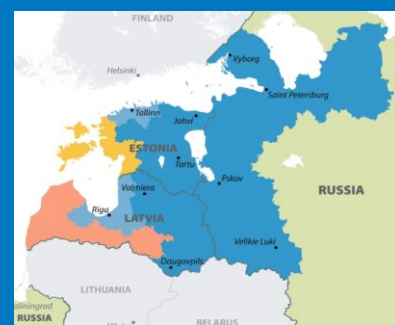 FINLAND
Vyborg
Helsinki
Saint Petersburg
Tallinn
Johvi
ESTONIA
Tartu
Pskov
RUSSIA
Valmiera
Riga
LATVIA
Velikie Luki
Daugavpils
LITHUANIA
Kaliningrad
RUSSIA
BELARUS